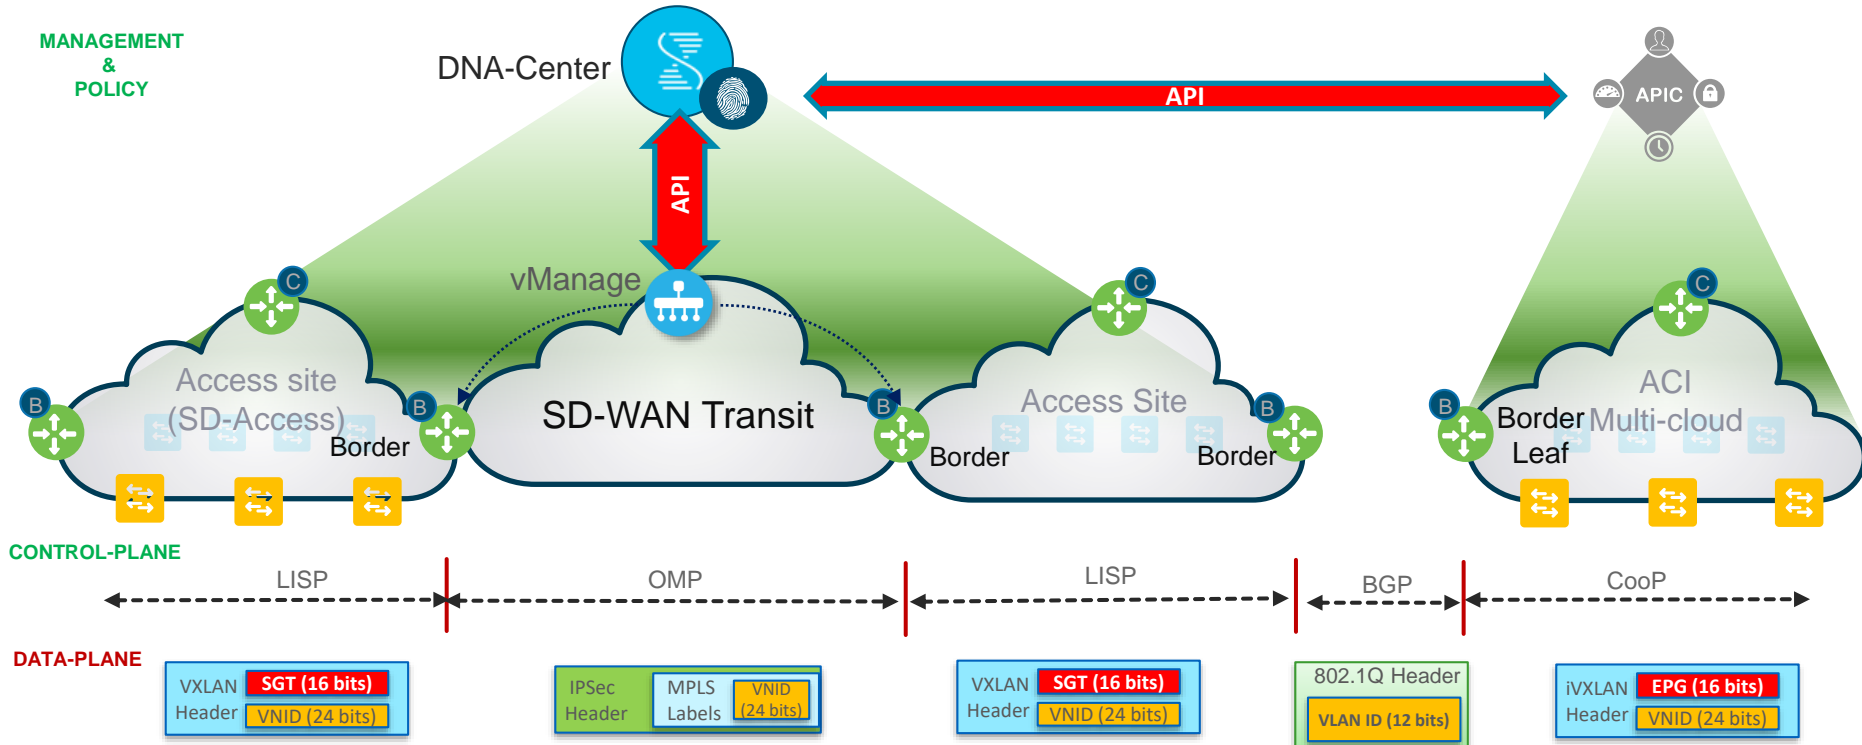 MANAGEMENT
&
POLICY
DNA-Center
API
APIC
API
vManage
C
C
C
Access site
(SD-Access)
SD-WAN Transit
Access Site
ACI
Multi-cloud
B
B
B
B
B
Border
Border
Border
Border
Leaf
CONTROL-PLANE
LISP
OMP
LISP
BGP
CooP
DATA-PLANE
VXLAN
Header
SGT (16 bits)
VNID (24 bits)
IPSec
Header
MPLS
Labels
VNID
(24 bits)
VXLAN
Header
SGT (16 bits)
VNID (24 bits)
802.1Q Header
VLAN ID (12 bits)
iVXLAN
Header
EPG (16 bits)
VNID (24 bits)